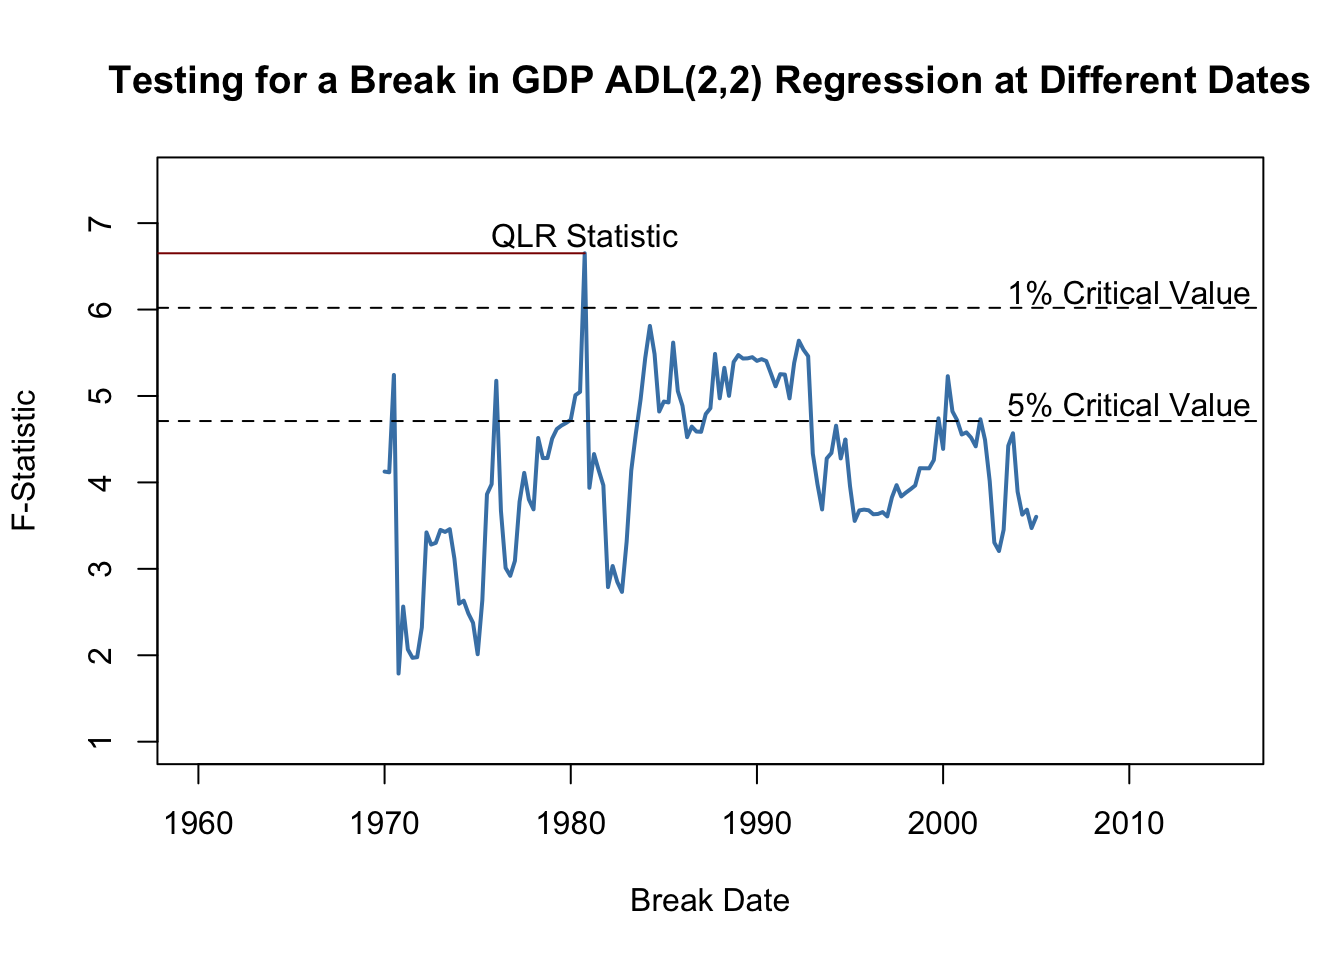 Testing for a Break in GDP ADL(2,2) Regression at Different Dates
7
QLR Statistic
1% Critical Value
6
5
5% Critical Value
F-Statistic
4
3
2
1
1960 1970 1980 1990 2000 2010
Break Date